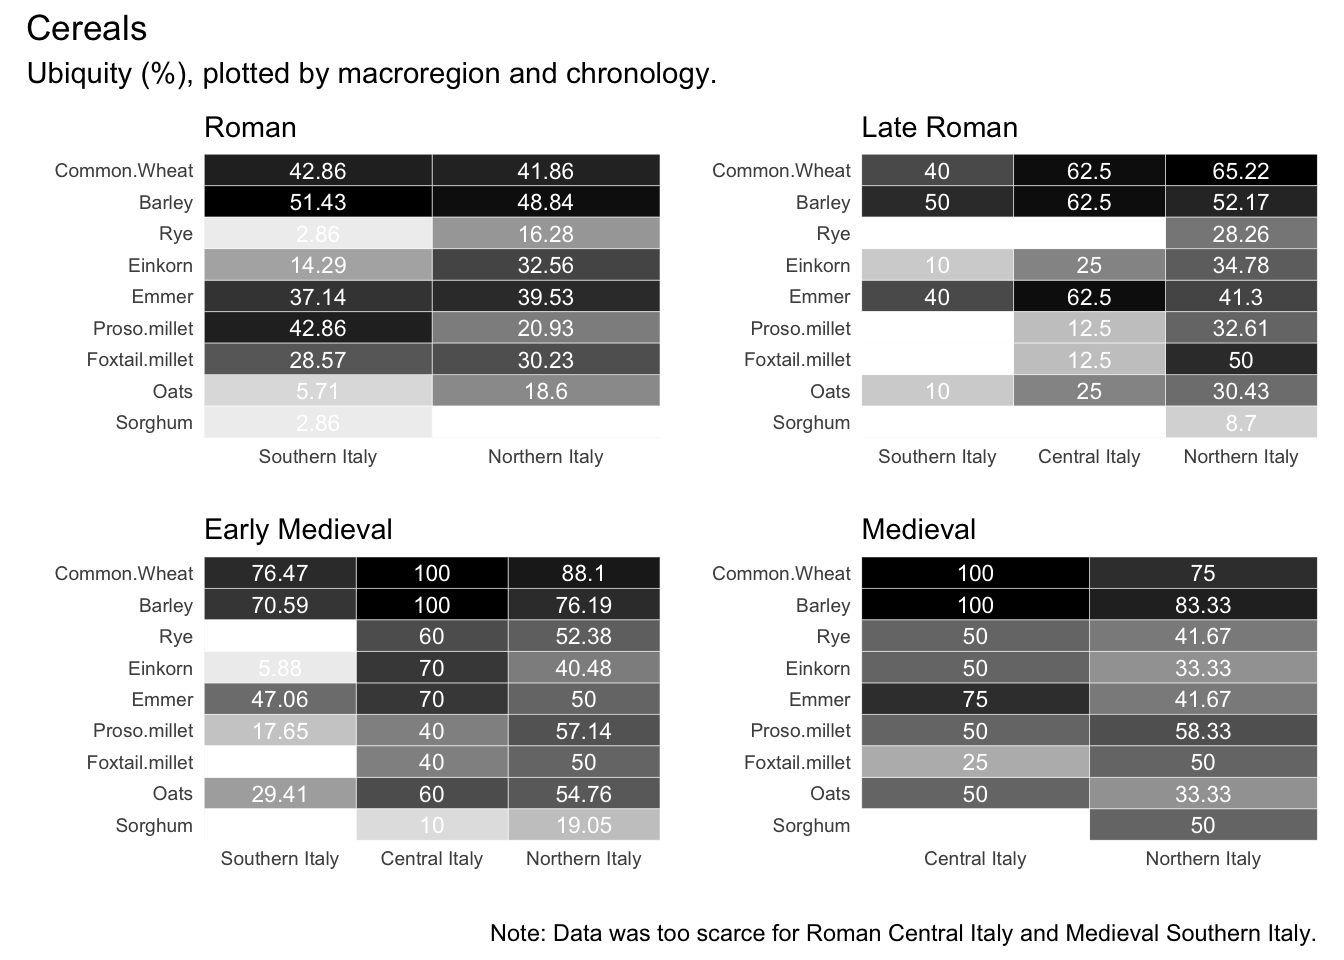 Cereals
Ubiquity (%), plotted by macroregion and chronology.
Roman
Common.Wheat 42.86 41.86
Barley 51.43 48.84
Rye 2.86 16.28
Einkorn 14.29 32.56
Emmer 37.14 39.53
Proso.millet 42.86 20.93
Foxtail.millet 28.57 30.23
Oats 5.71 18.6
Sorghum 2.86
Southern Italy Northern Italy
Late Roman
Common.Wheat 40 62.5 65.22
Barley 50 62.5 52.17
Rye 28.26
Einkorn 10 25 34.78
Emmer 40 62.5 41.3
Proso.millet 12.5 32.61
Foxtail.millet 12.5 50
Oats 10 25 30.43
Sorghum 8.7
Southern Italy Central Italy Northern Italy
Early Medieval
Common.Wheat 76.47 100 88.1
Barley 70.59 100 76.19
Rye 60 52.38
Einkorn 5.88 70 40.48
Emmer 47.06 70 50
Proso.millet 17.65 40 57.14
Foxtail.millet 40 50
Oats 29.41 60 54.76
Sorghum 10 19.05
Southern Italy Central Italy Northern Italy
Medieval
Common.Wheat 100 75
Barley 100 83.33
Rye 50 41.67
Einkorn 50 33.33
Emmer 75 41.67
Proso.millet 50 58.33
Foxtail.millet 25 50
Oats 50 33.33
Sorghum 50
Central Italy Northern Italy
Note: Data was too scarce for Roman Central Italy and Medieval Southern Italy.